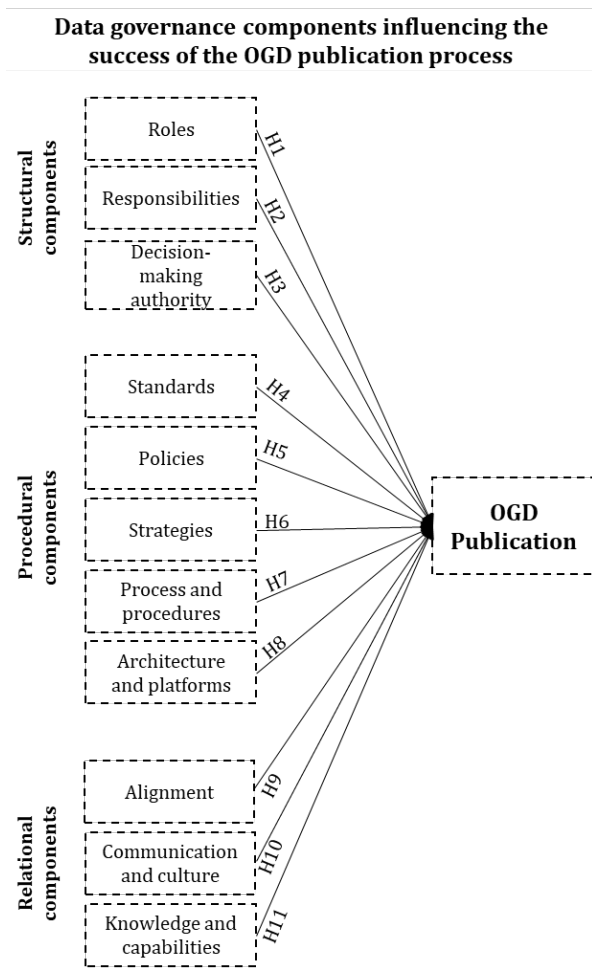 Data governance components influencing the
success of the OGD publication process
Structural
components
Roles
H1
Responsibilities
H2
Decision-
making
authority
H3
Procedural components
Standards
H4
Policies
H5
Strategies
H6
Process and
procedures
H7
Architecture
and platforms
H8
OGD
Publication
Relational
components
Alignment
H9
Communication
and culture
H10
Knowledge and
capabilities
H11